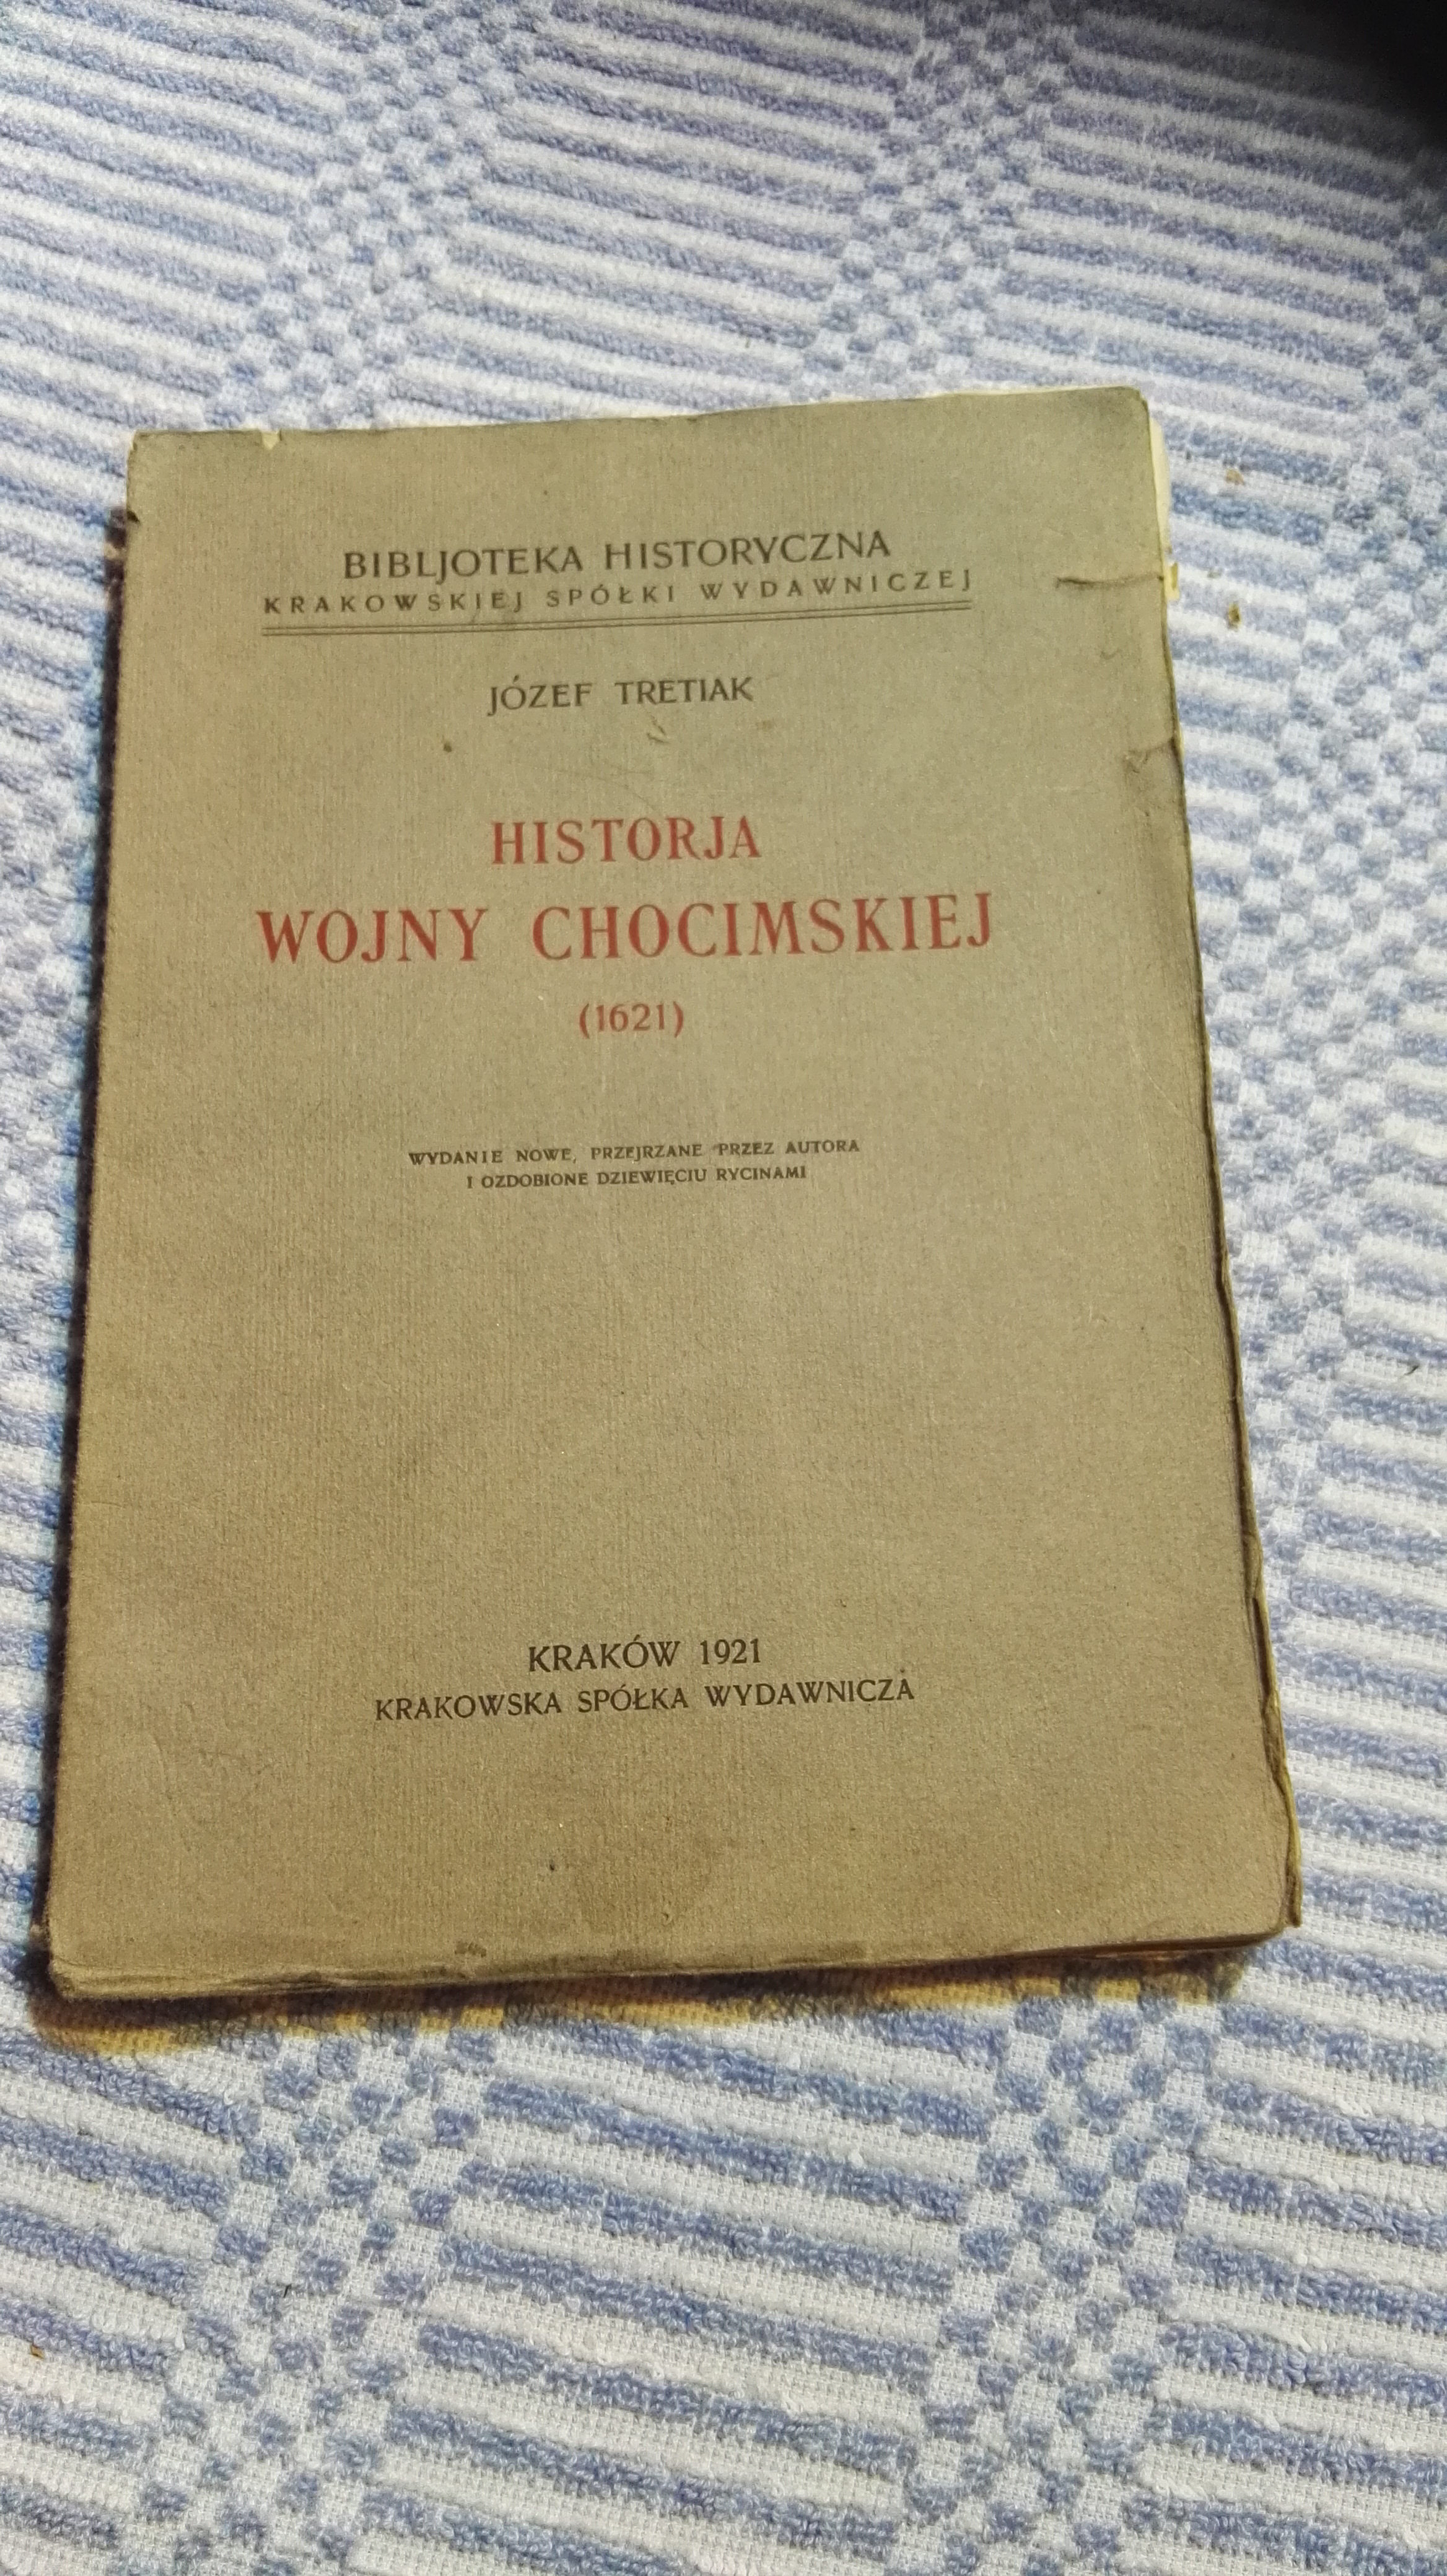 BIBLJOTEKA HISTORYCZNA
KRAKOWSKIEJ SPÓŁKI WYDAWNICZEJ
JÓZEF TRETIAK
HISTORJA
WOJNY CHOCIMSKIEJ
(1621)
WYDANIE NOWE, PRZEJRZANE PRZEZ AUTORA
I OZDOBIONE DZIEWIĘCIU RYCINAMI
KRAKÓW 1921
KRAKOWSKA SPÓŁKA WYDAWNICZA